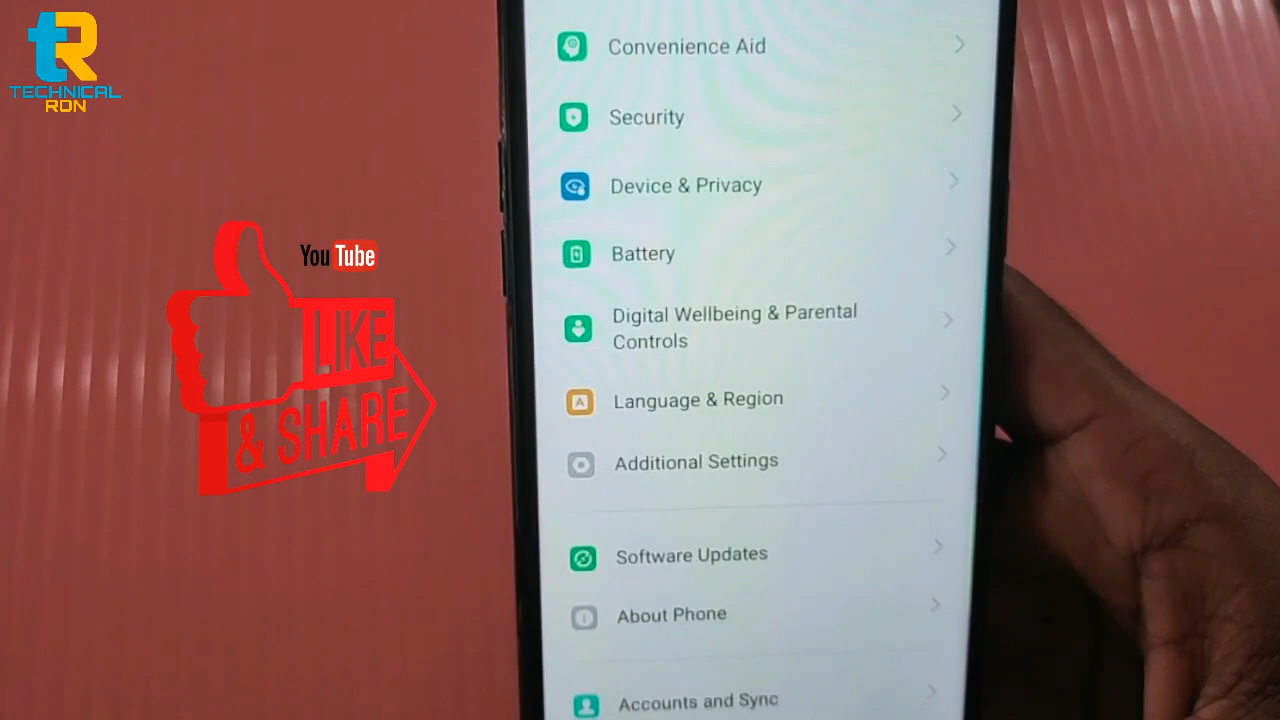 TECHNICAL
RON
YouTube
LIKE
& SHARE
Convenience Aid
Security
Device & Privacy
Battery
Digital Wellbeing & Parental
Controls
Language & Region
Additional Settings
Software Updates
About Phone
Accounts and Sync